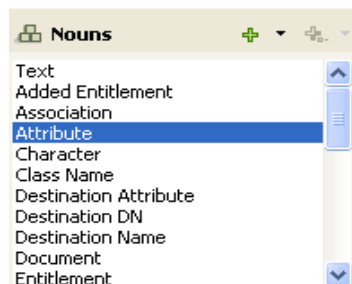 Nouns
Text
Added Entitlement
Association
Attribute
Character
Class Name
Destination Attribute
Destination DN
Destination Name
Document
Entitlement